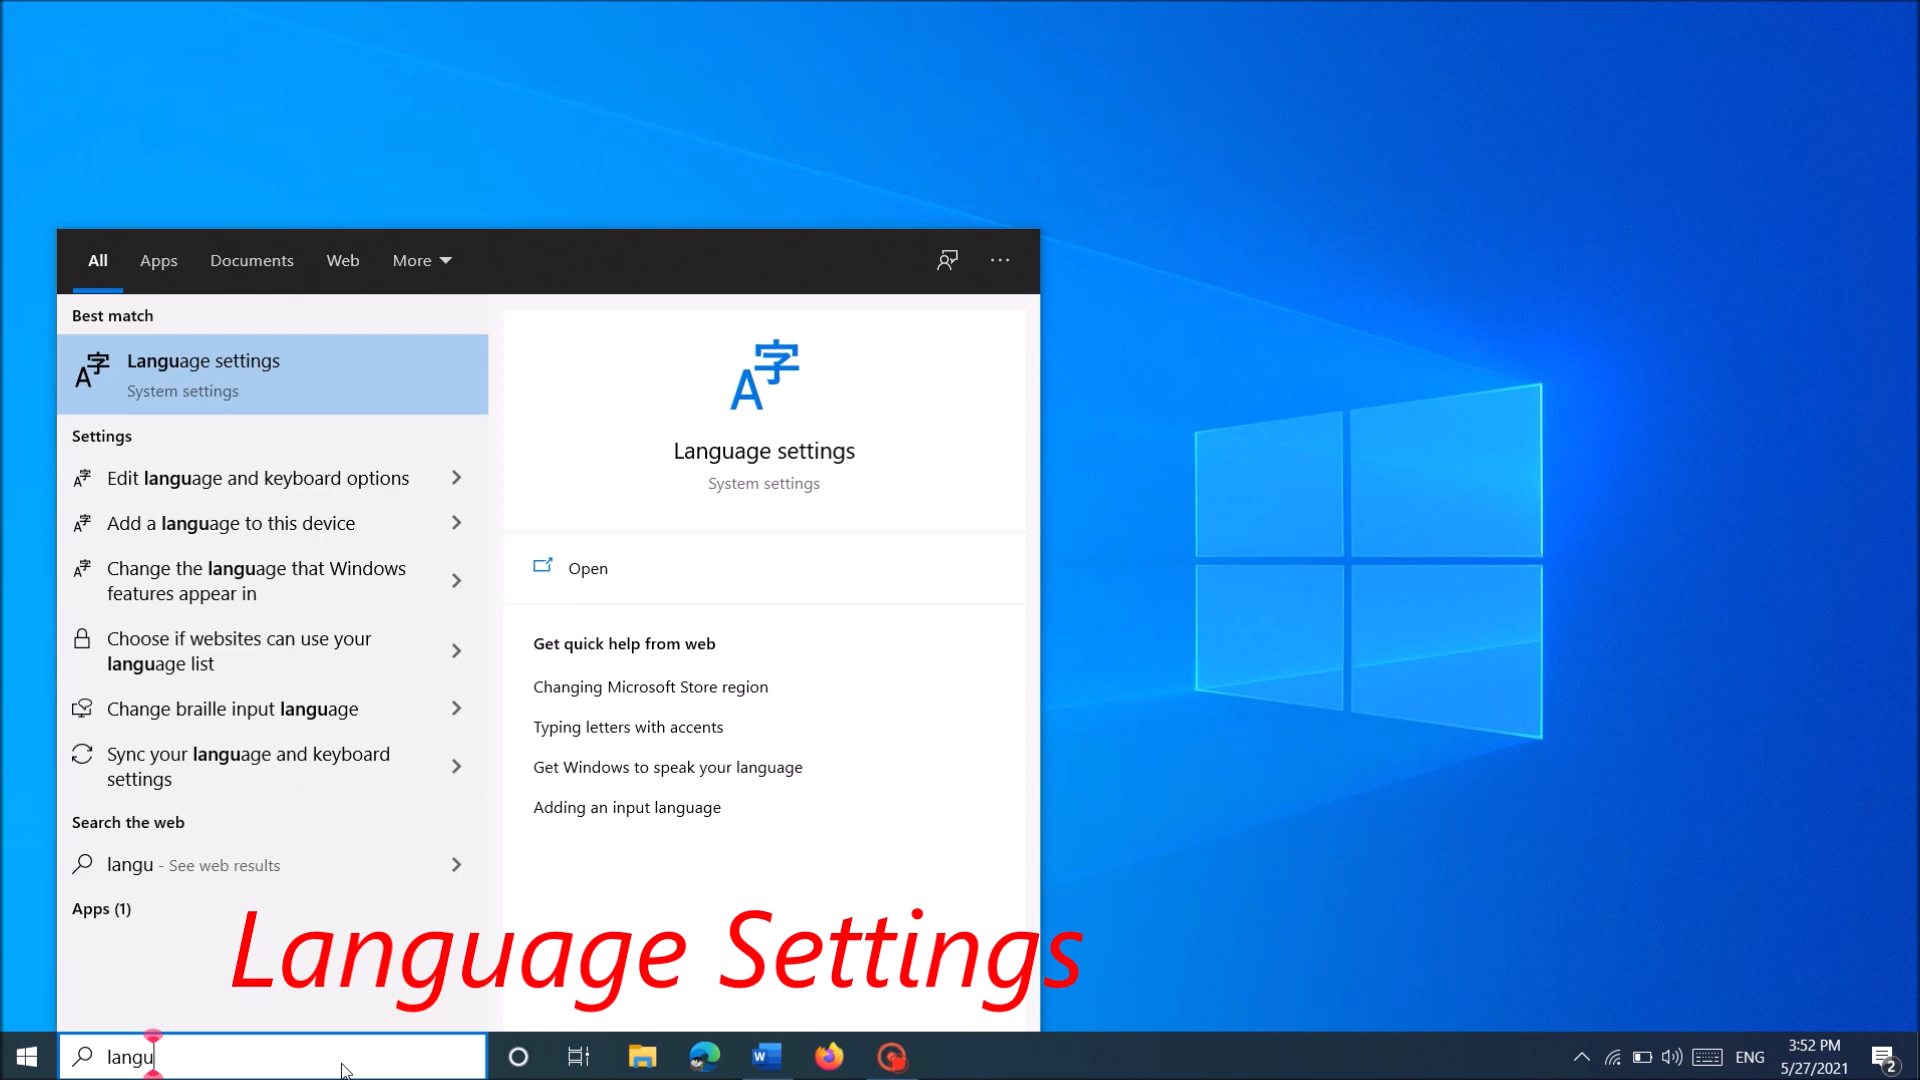 All Apps Documents Web More
Best match
Language settings
System settings
Settings
Edit language and keyboard options
Add a language to this device
Change the language that Windows
features appear in
Choose if websites can use your
language list
Change braille input language
Sync your language and keyboard
settings
Search the web
langu - See web results
Apps (1)
A字
Language settings
System settings
Open
Get quick help from web
Changing Microsoft Store region
Typing letters with accents
Get Windows to speak your language
Adding an input language
Language Settings
langu
ENG
3:52 PM
5/27/2021
2